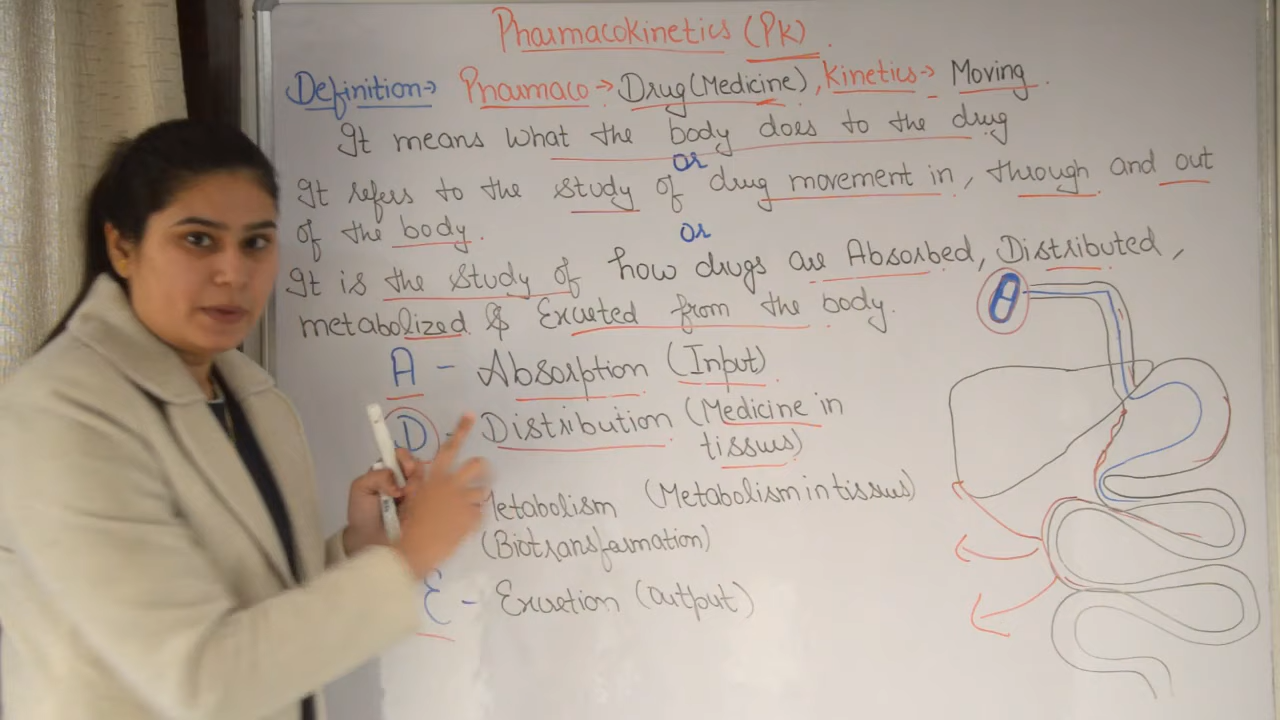 Pharmacokinetics (Pk).
Definition→ Pharmaco→ Drug (Medicine), Kinetics→ Moving.
It means what the body does to the drug
or
It refers to the study of drug movement in, through and out
of the body.
or
It is the study of how drugs are Absorbed, Distributed,
metabolized & Excreted from the body.
A - Absorption (Input)
D - Distribution (Medicine in
tissues)
Metabolism (Metabolism in tissus)
(Biotransformation)
E - Excretion (output)